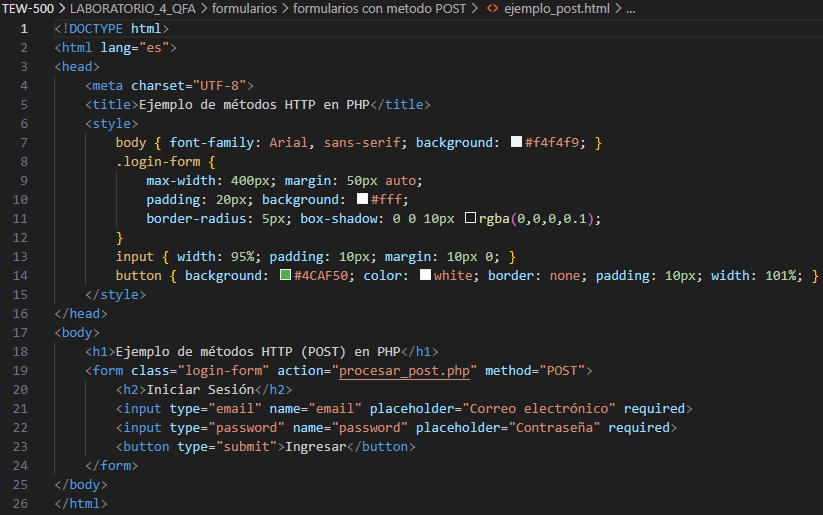 TEW-500 > LABORATORIO_4_QFA > formularios > formularios con metodo POST > <> ejemplo_post.html > ...
1 <!DOCTYPE html>
2 <html lang="es">
3 <head>
4     <meta charset="UTF-8">
5     <title>Ejemplo de métodos HTTP en PHP</title>
6     <style>
7         body { font-family: Arial, sans-serif; background: #f4f4f9; }
8         .login-form {
9             max-width: 400px; margin: 50px auto;
10             padding: 20px; background: #fff;
11             border-radius: 5px; box-shadow: 0 0 10px rgba(0,0,0,0.1);
12         }
13         input { width: 95%; padding: 10px; margin: 10px 0; }
14         button { background: #4CAF50; color: white; border: none; padding: 10px; width: 101%; }
15     </style>
16 </head>
17 <body>
18     <h1>Ejemplo de métodos HTTP (POST) en PHP</h1>
19     <form class="login-form" action="procesar_post.php" method="POST">
20         <h2>Iniciar Sesión</h2>
21         <input type="email" name="email" placeholder="Correo electrónico" required>
22         <input type="password" name="password" placeholder="Contraseña" required>
23         <button type="submit">Ingresar</button>
24     </form>
25 </body>
26 </html>